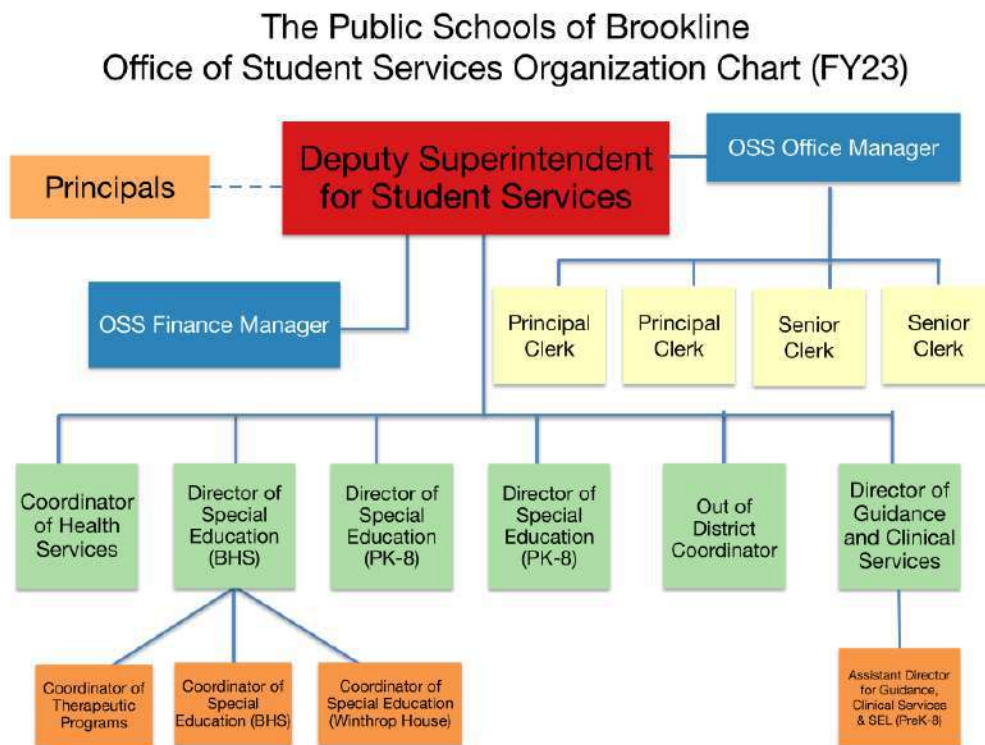 The Public Schools of Brookline
Office of Student Services Organization Chart (FY23)
Principals
Deputy Superintendent
for Student Services
OSS Office Manager
OSS Finance Manager
Principal
Clerk
Principal
Clerk
Senior
Clerk
Senior
Clerk
Coordinator
of Health
Services
Director of
Special
Education
(BHS)
Director of
Special
Education
(PK-8)
Director of
Special
Education
(PK-8)
Out of
District
Coordinator
Director of
Guidance
and Clinical
Services
Coordinator of
Therapeutic
Programs
Coordinator of
Special
Education (BHS)
Coordinator of
Special Education
(Winthrop House)
Assistant Director
for Guidance,
Clinical Services
& SEL (PreK-8)